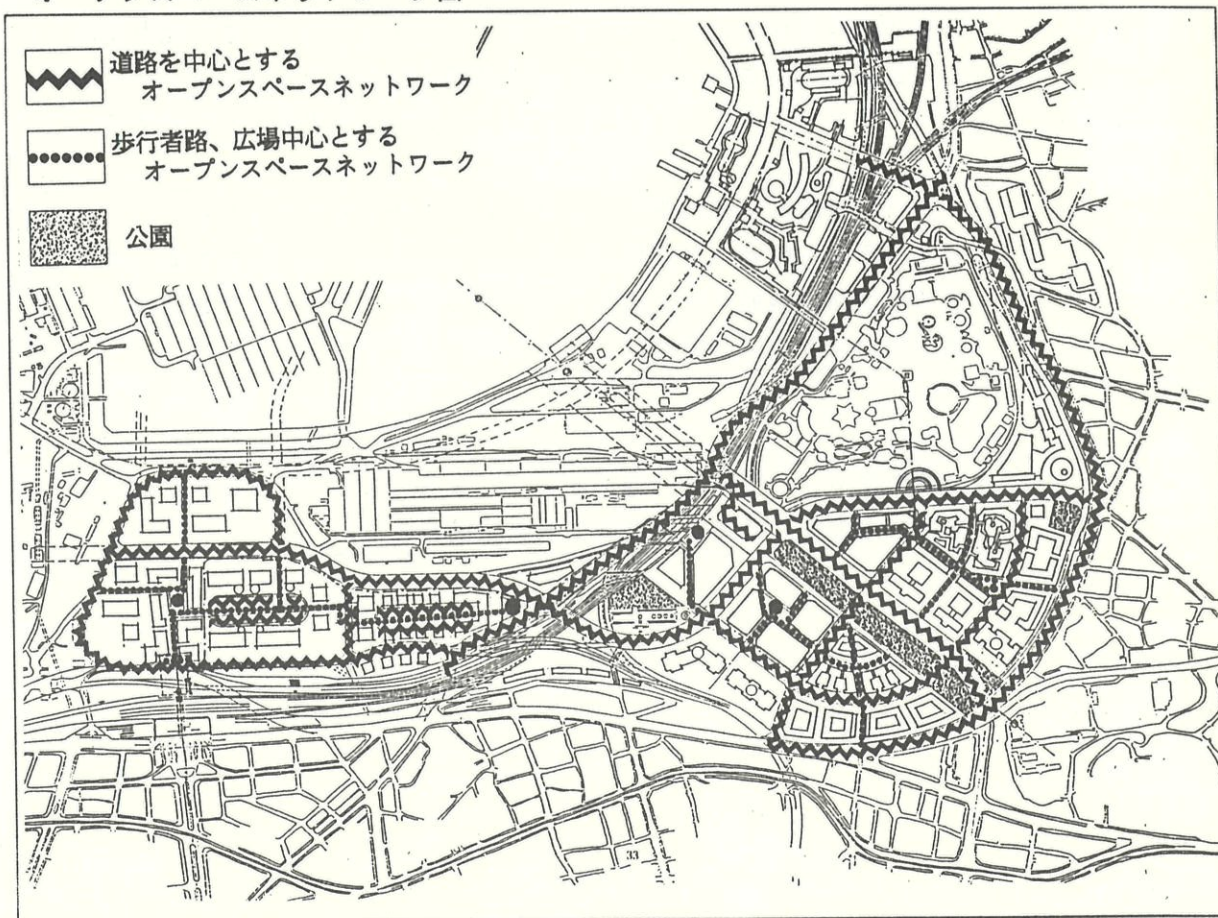 道路を中心とする
オープンスペースネットワーク
歩行者路、広場中心とする
オープンスペースネットワーク
公園
33